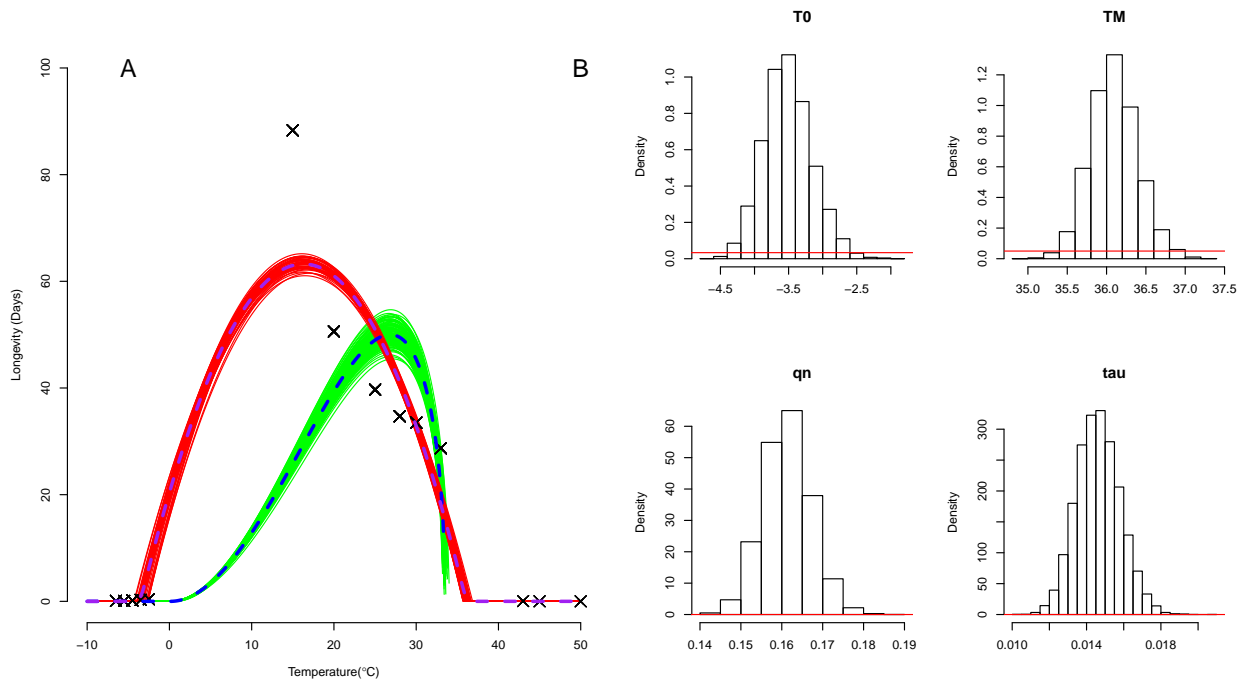 A
B
100
80
60
40
20
0
Longevity (Days)
−10 0 10 20 30 40 50
Temperature(°C)
T0
1.0
0.8
0.6
0.4
0.2
0.0
Density
−4.5 −3.5 −2.5
TM
1.2
1.0
0.8
0.6
0.4
0.2
0.0
Density
35.0 35.5 36.0 36.5 37.0 37.5
qn
60
50
40
30
20
10
0
Density
0.14 0.15 0.16 0.17 0.18 0.19
tau
300
200
100
50
0
Density
0.010 0.014 0.018